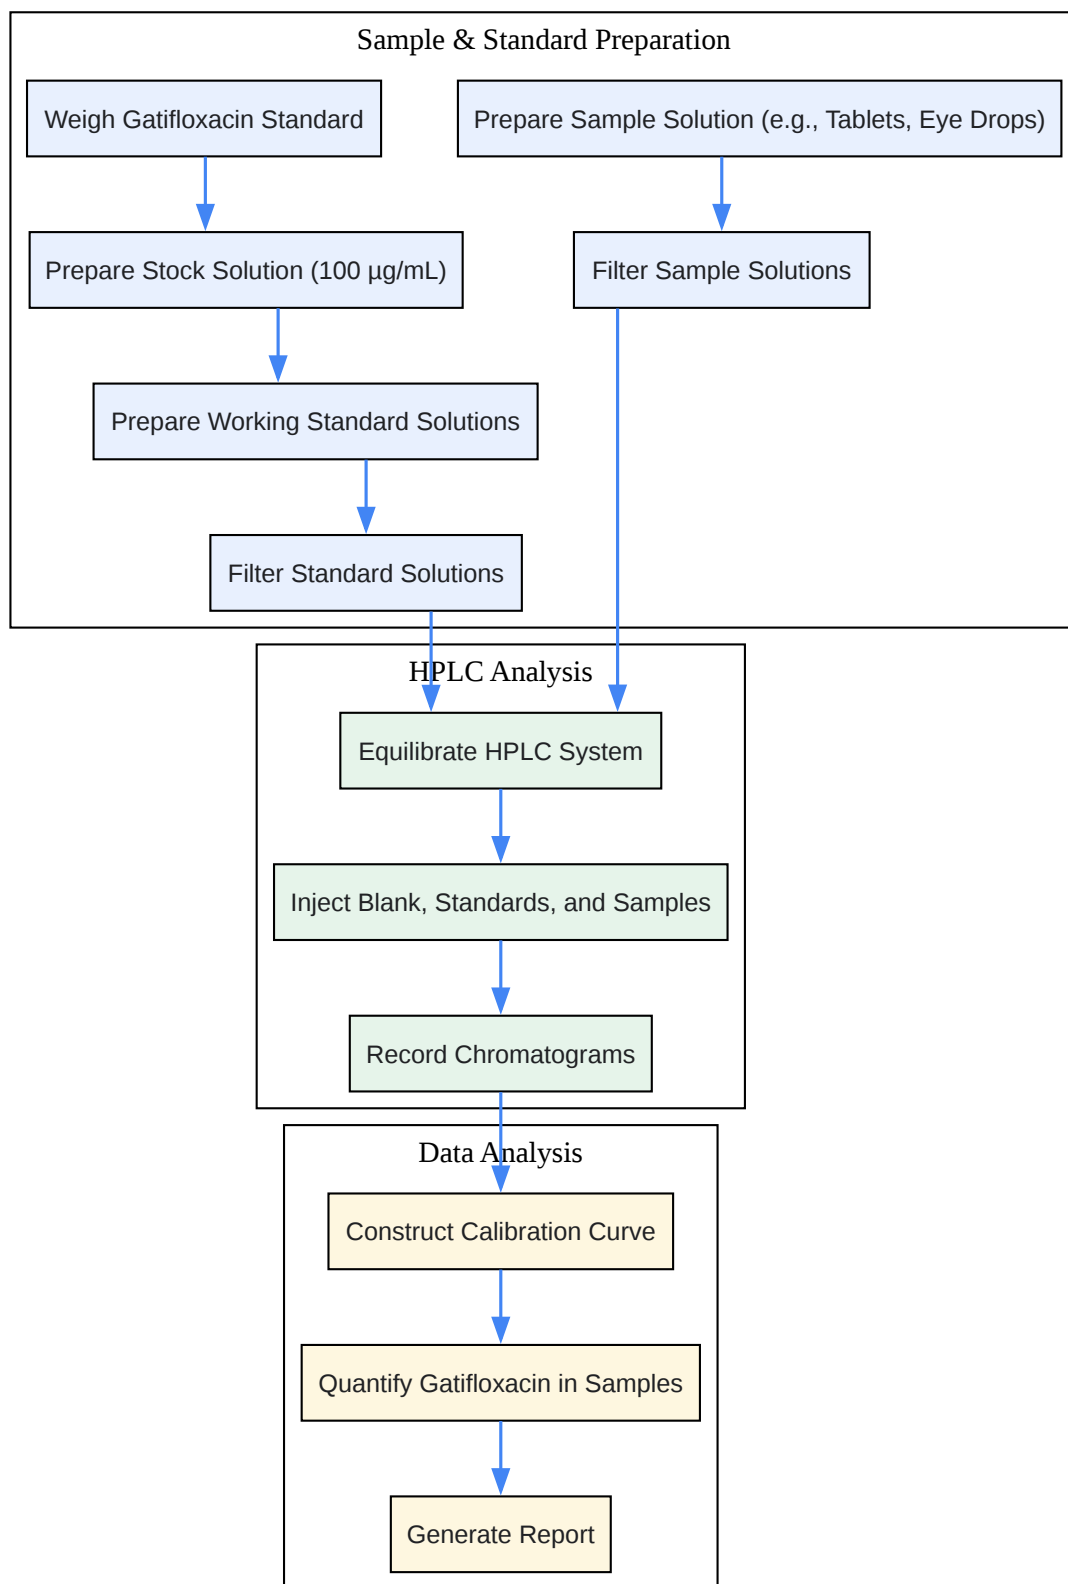 Sample & Standard Preparation
Weigh Gatifloxacin Standard
Prepare Sample Solution (e.g., Tablets, Eye Drops)
Prepare Stock Solution (100 µg/mL)
Filter Sample Solutions
Prepare Working Standard Solutions
Filter Standard Solutions
HPLC Analysis
Equilibrate HPLC System
Inject Blank, Standards, and Samples
Record Chromatograms
Data Analysis
Construct Calibration Curve
Quantify Gatifloxacin in Samples
Generate Report